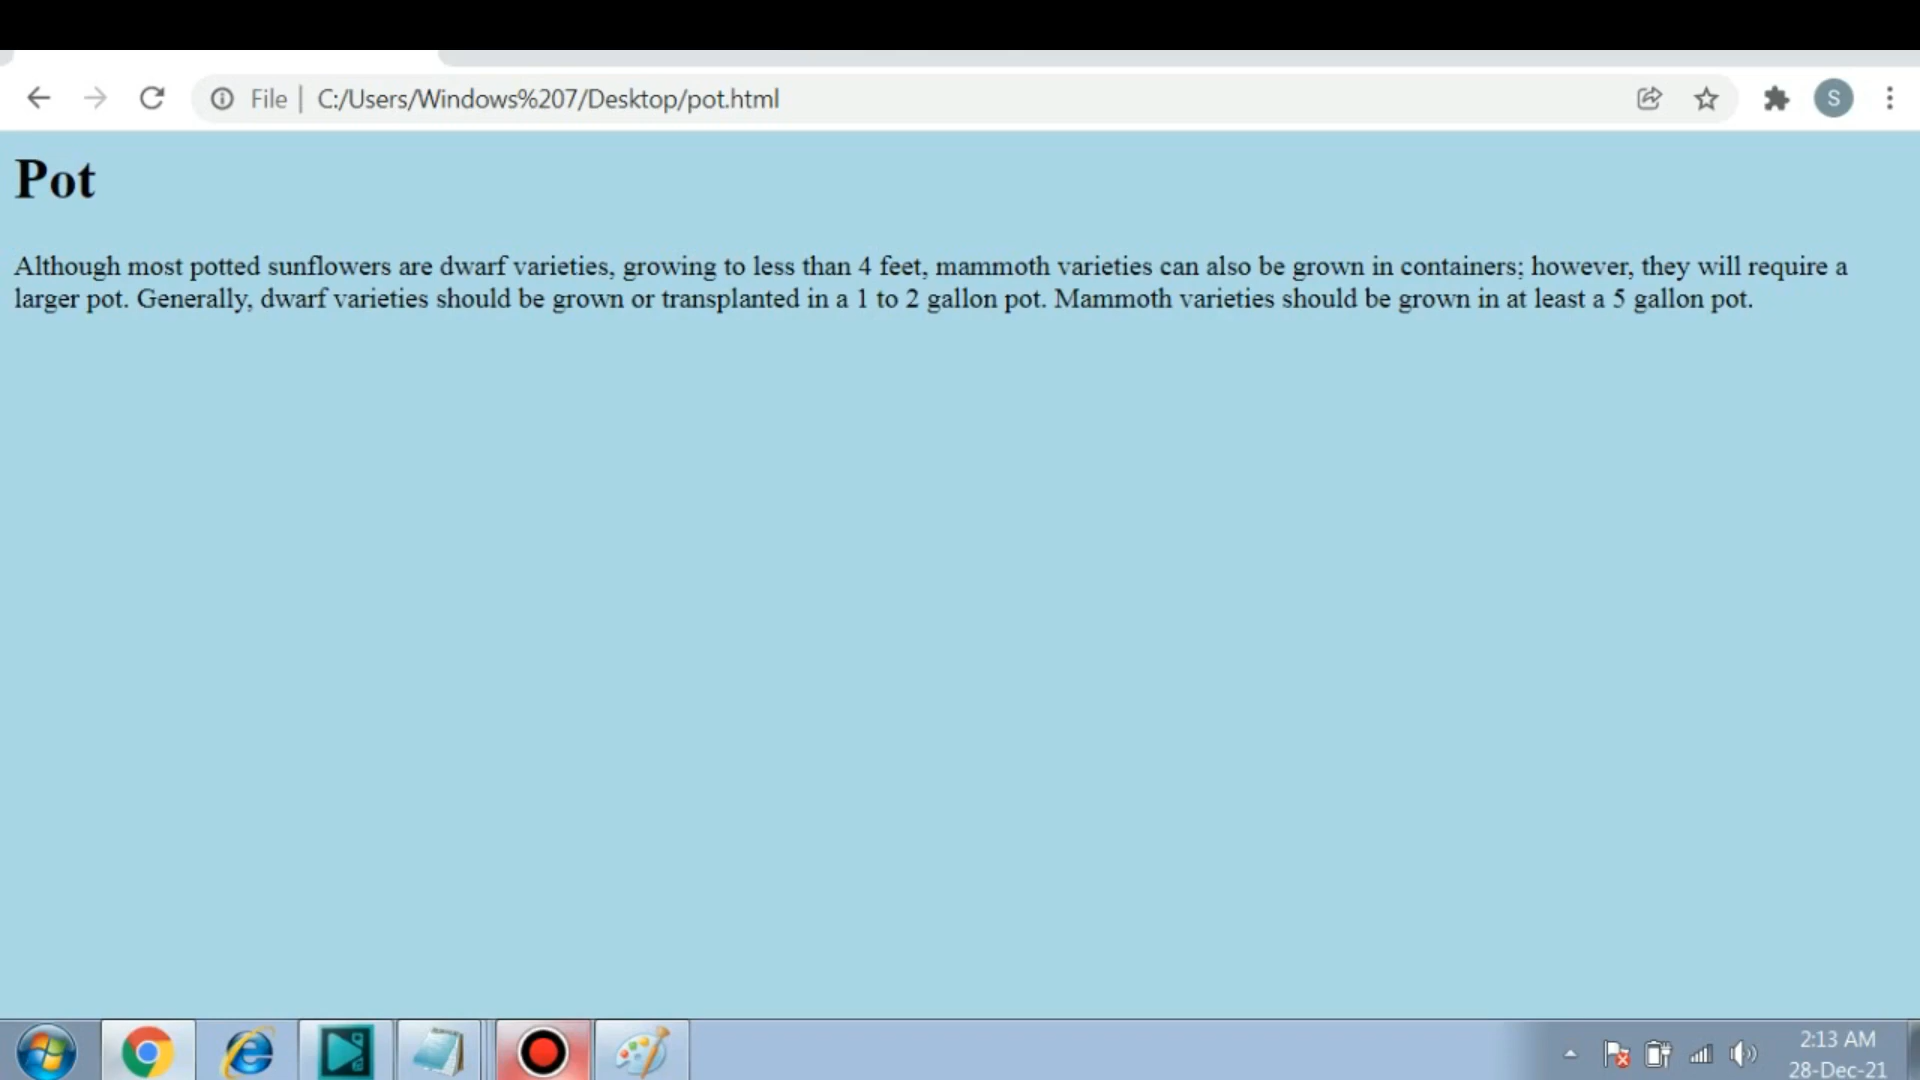 File | C:/Users/Windows%207/Desktop/pot.html
S
Pot
Although most potted sunflowers are dwarf varieties, growing to less than 4 feet, mammoth varieties can also be grown in containers; however, they will require a
larger pot. Generally, dwarf varieties should be grown or transplanted in a 1 to 2 gallon pot. Mammoth varieties should be grown in at least a 5 gallon pot.
2:13 AM
28-Dec-21